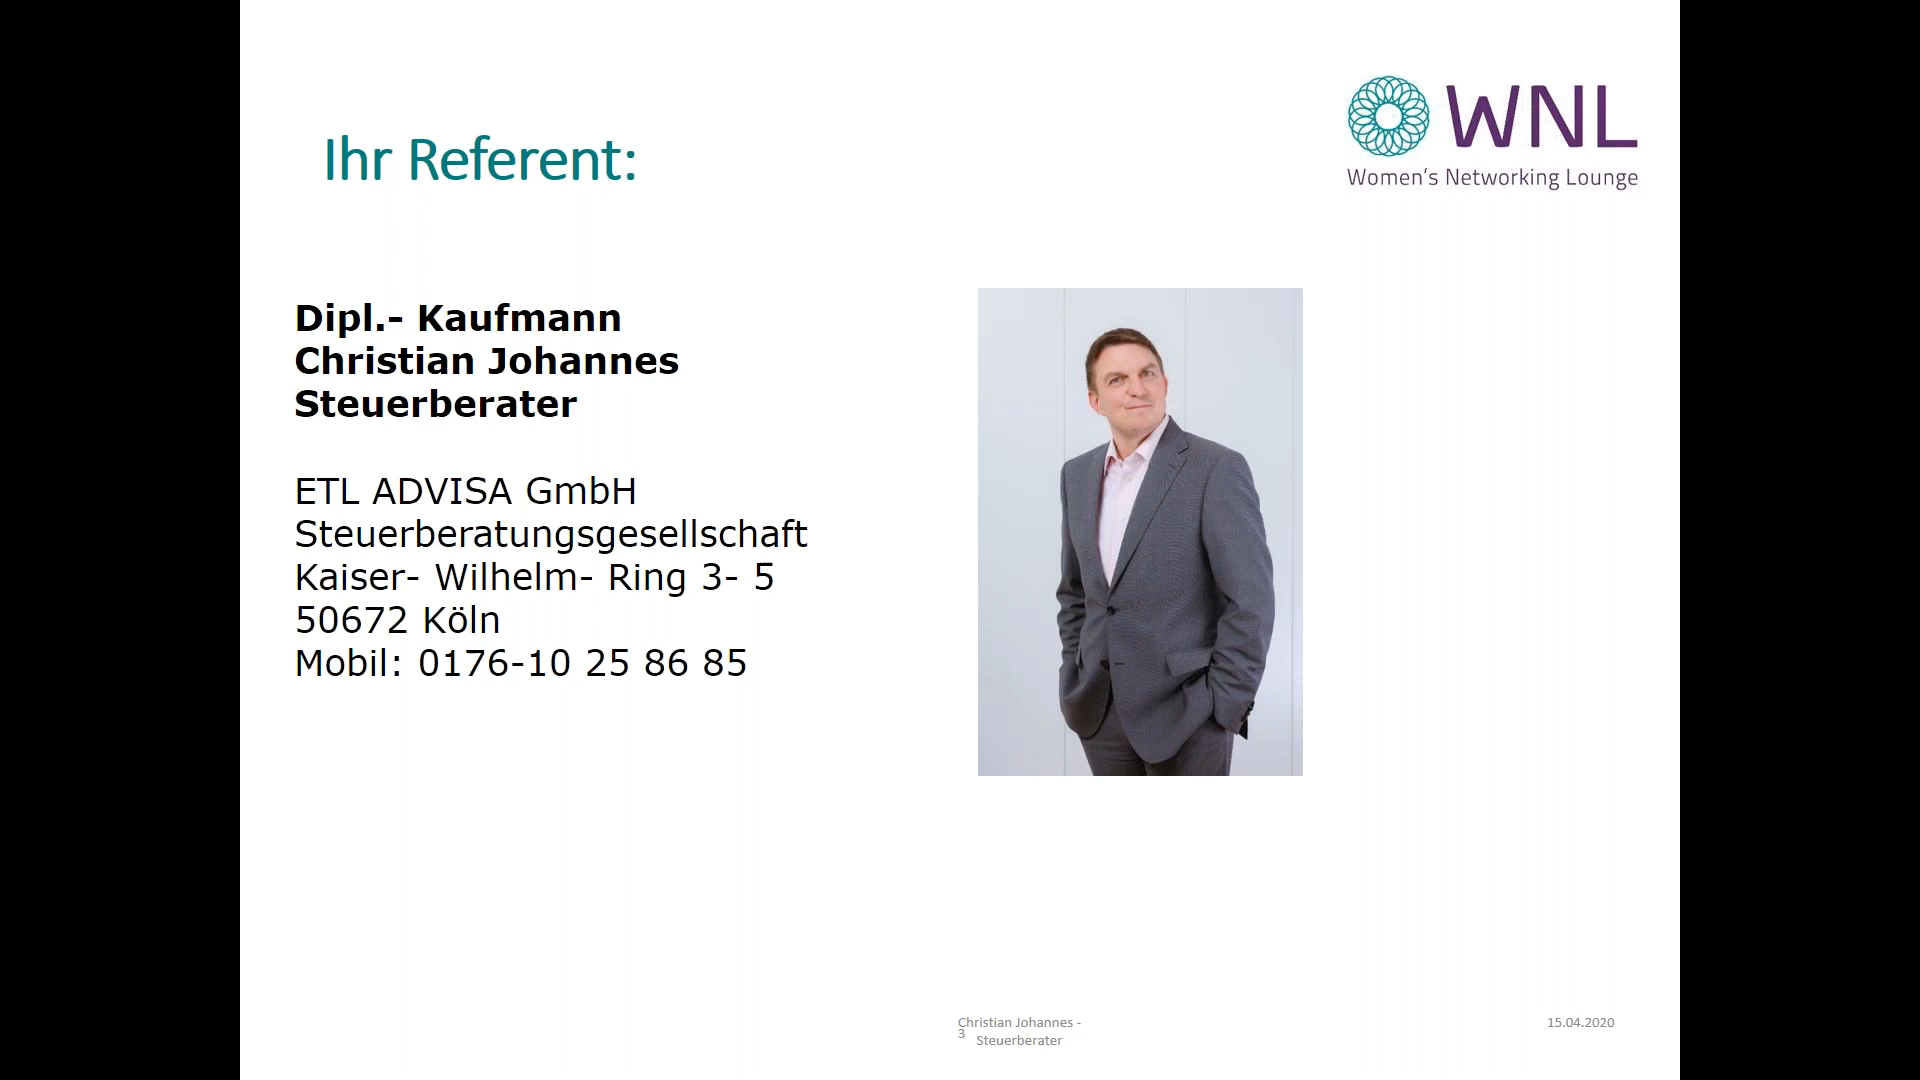 WNL
Women's Networking Lounge
Ihr Referent:
Dipl.- Kaufmann
Christian Johannes
Steuerberater
ETL ADVISA GmbH
Steuerberatungsgesellschaft
Kaiser- Wilhelm- Ring 3- 5
50672 Köln
Mobil: 0176-10 25 86 85
Christian Johannes -
3
Steuerberater
15.04.2020